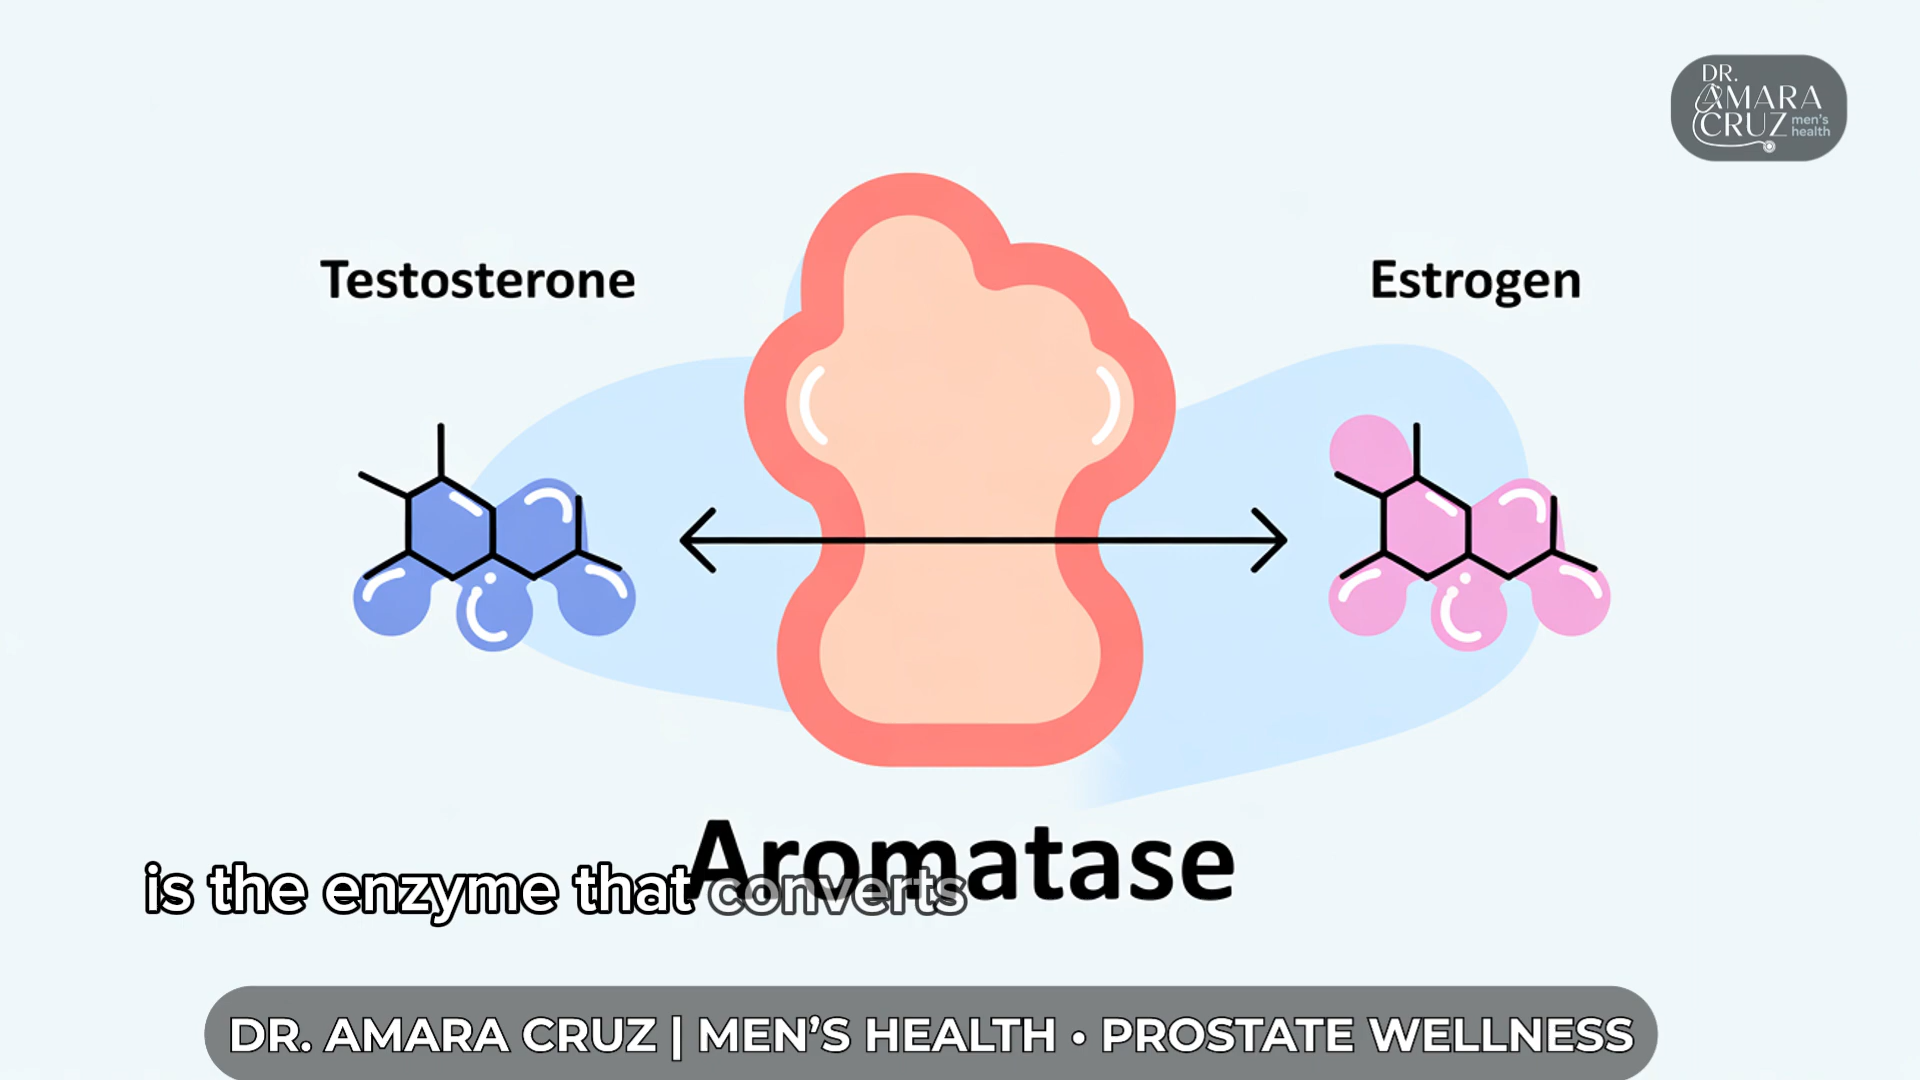 DR.
AMARA
CRUZ men's
health
Testosterone
Estrogen
Aromatase
is the enzyme that converts
DR. AMARA CRUZ | MEN'S HEALTH • PROSTATE WELLNESS